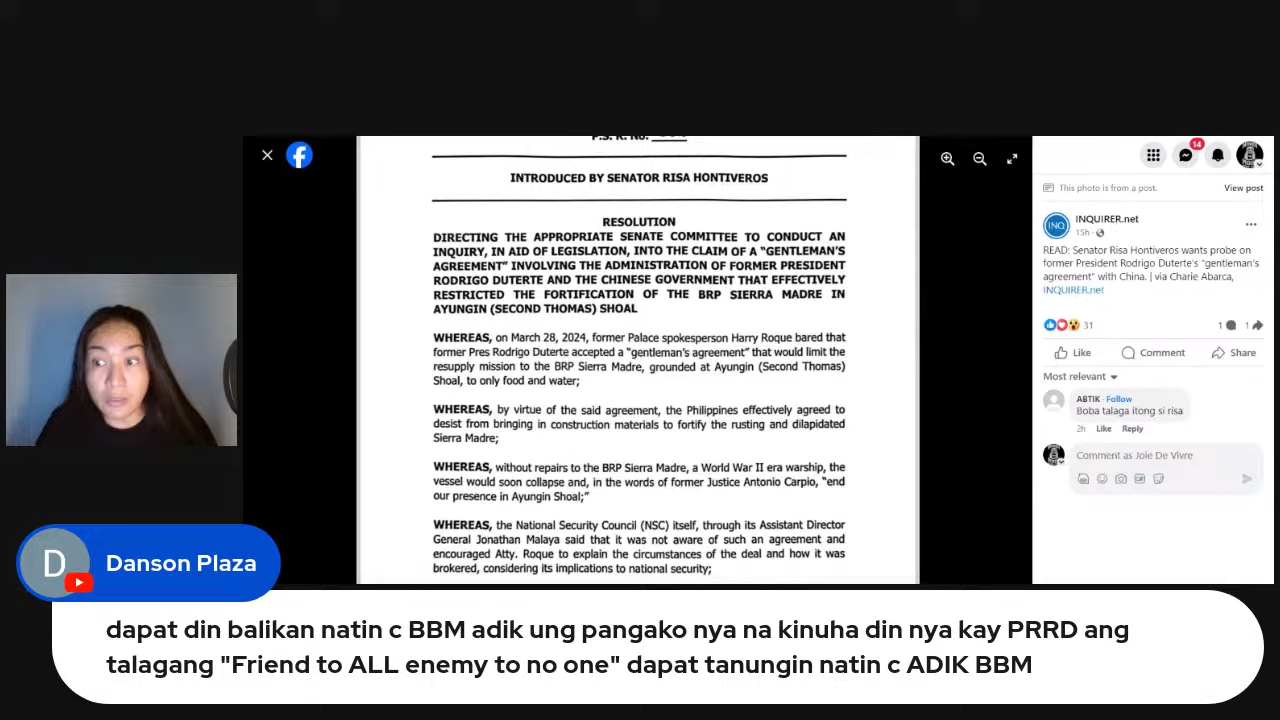 INTRODUCED BY SENATOR RISA HONTIVEROS
RESOLUTION
DIRECTING THE APPROPRIATE SENATE COMMITTEE TO CONDUCT AN
INQUIRY, IN AID OF LEGISLATION, INTO THE CLAIM OF A “GENTLEMAN’S
AGREEMENT” INVOLVING THE ADMINISTRATION OF FORMER PRESIDENT
RODRIGO DUTERTE AND THE CHINESE GOVERNMENT THAT EFFECTIVELY
RESTRICTED THE FORTIFICATION OF THE BRP SIERRA MADRE IN
AYUNGIN (SECOND THOMAS) SHOAL
WHEREAS, on March 28, 2024, former Palace spokesperson Harry Roque bared that
former Pres Rodrigo Duterte accepted a “gentleman’s agreement” that would limit the
resupply mission to the BRP Sierra Madre, grounded at Ayungin (Second Thomas)
Shoal, to only food and water;
WHEREAS, by virtue of the said agreement, the Philippines effectively agreed to
desist from bringing in construction materials to fortify the rusting and dilapidated
Sierra Madre;
WHEREAS, without repairs to the BRP Sierra Madre, a World War II era warship, the
vessel would soon collapse and, in the words of former Justice Antonio Carpio, “end
our presence in Ayungin Shoal;”
WHEREAS, the National Security Council (NSC) itself, through its Assistant Director
General Jonathan Malaya said that it was not aware of such an agreement and
encouraged Atty. Roque to explain the circumstances of the deal and how it was
brokered, considering its implications to national security;
14
This photo is from a post.
View post
INQ
INQUIRER.net
15h
READ: Senator Risa Hontiveros wants probe on
former President Rodrigo Duterte's "gentleman's
agreement" with China. | via Charie Abarca,
INQUIRER.net
31
1
1
Like
Comment
Share
Most relevant
ABTIK · Follow
Boba talaga itong si risa
2h Like Reply
Comment as Joie De Vivre
D
Danson Plaza
dapat din balikan natin c BBM adik ung pangako nya na kinuha din nya kay PRRD ang
talagang "Friend to ALL enemy to no one" dapat tanungin natin c ADIK BBM